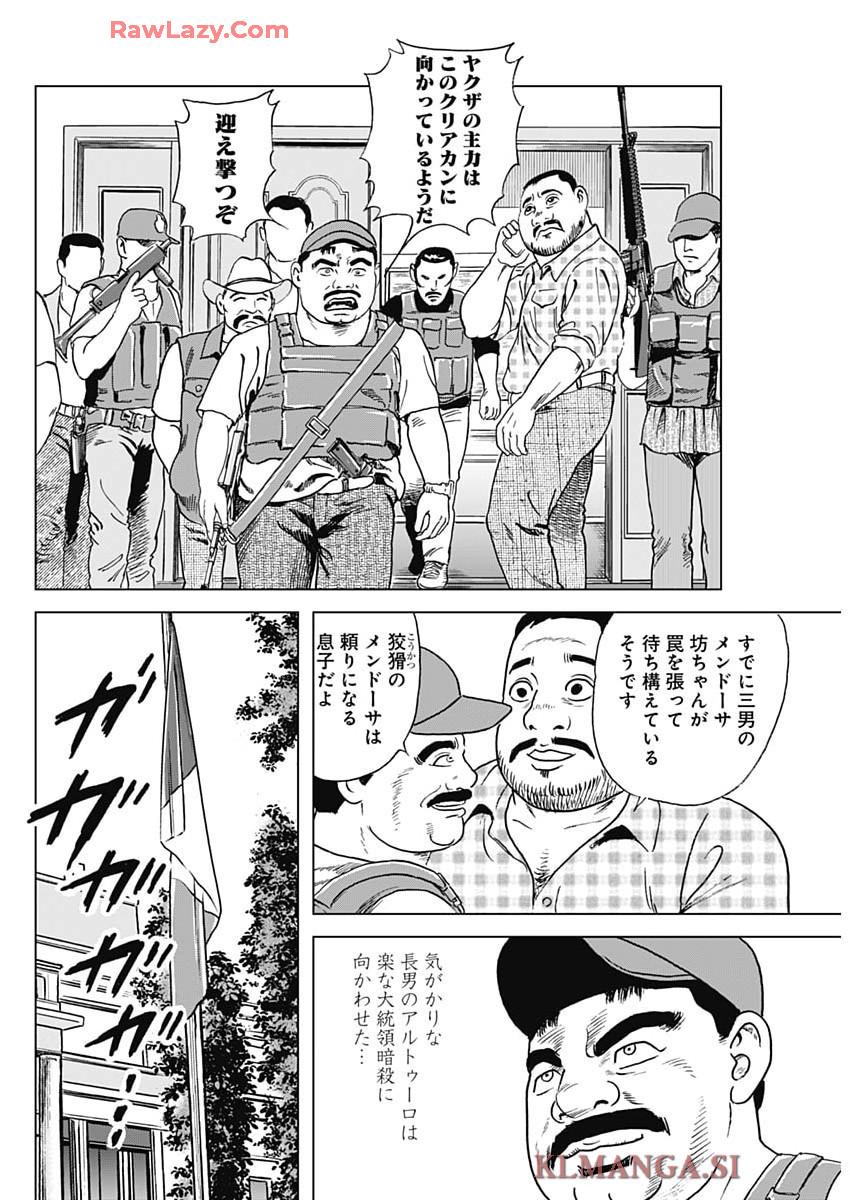 RawLazy.Com
ヤクザの主力は
このクリアカンに
向かっているようだ
迎え撃つぞ
すでに三男の
メンドーサ
坊ちゃんが
罠を張って
待ち構えている
そうです
狡猾の
こうかつ
メンドーサは
頼りになる
息子だよ
気がかりな
長男のアルトゥーロは
楽な大統領暗殺に
向かわせた…
ガガガガガ…!
KLMANGA.SI